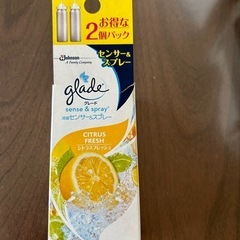 お得な
2個パック
Johnson
A Family Company
センサー&
スプレー
glade
グレード
sense & spray
消臭センサー&スプレー
CITRUS
FRESH
シトラスフレッシュ